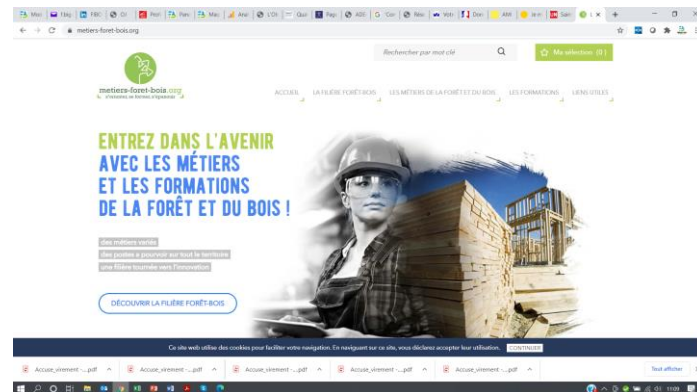 metiers-foret-bois.org
Rechercher par mot clé
Ma sélection (0)
metiers-foret-bois.org
ACCUEIL
LA FILIÈRE FORÊT-BOIS
LES MÉTIERS DE LA FORÊT ET DU BOIS
LES FORMATIONS
LIENS UTILES
ENTREZ DANS L'AVENIR
AVEC LES MÉTIERS
ET LES FORMATIONS
DE LA FORÊT ET DU BOIS !
des métiers variés
des postes a pourvoir sur tout le territoire
une filière tournée vers l'innovation
DÉCOUVRIR LA FILIÈRE FORÊT-BOIS
Ce site web utilise des cookies pour faciliter votre navigation. En naviguant sur ce site, vous déclarez accepter leur utilisation.
CONTINUER
Accuse_virement -....pdf
Accuse_virement -....pdf
Accuse_virement -....pdf
Accuse_virement -....pdf
Accuse_virement -....pdf
Accuse_virement -....pdf
Tout afficher
11:09